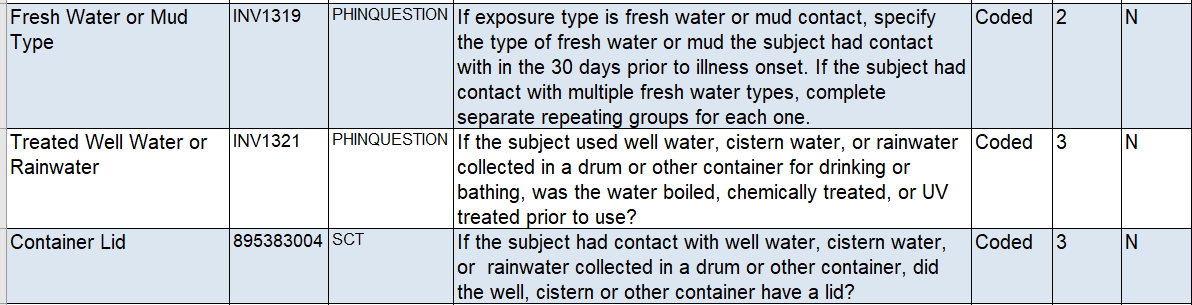 Fresh Water or Mud Type INV1319 PHINQUESTION If exposure type is fresh water or mud contact, specify Coded 2 N
the type of fresh water or mud the subject had contact
with in the 30 days prior to illness onset. If the subject had
contact with multiple fresh water types, complete
separate repeating groups for each one.
Treated Well Water or Rainwater INV1321 PHINQUESTION If the subject used well water, cistern water, or rainwater Coded 3 N
collected in a drum or other container for drinking or
bathing, was the water boiled, chemically treated, or UV
treated prior to use?
Container Lid 895383004 SCT If the subject had contact with well water, cistern water, Coded 3 N
or  rainwater collected in a drum or other container, did
the well, cistern or other container have a lid?